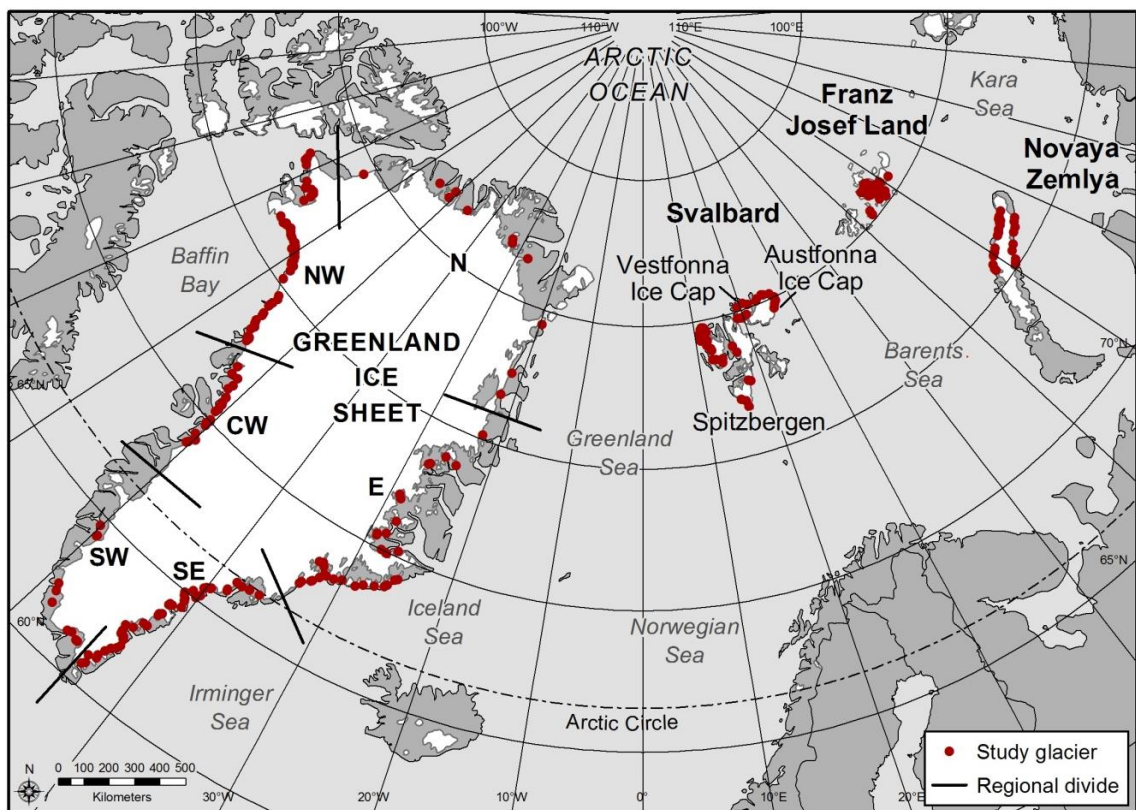 100°W
110°W
110°E
100°E
ARCTIC
OCEAN
Kara
Sea
Franz
Josef Land
Novaya
Zemlya
Svalbard
Vestfonna
Ice Cap
Austfonna
Ice Cap
Baffin
Bay
NW
N
GREENLAND
ICE
SHEET
Barents
Sea
70°N
65°N
CW
Spitzbergen
Greenland
Sea
E
SW
SE
65°N
60°N
Iceland
Sea
Norwegian
Sea
Irminger
Sea
Arctic Circle
N
0 100 200 300 400 500
Kilometers
30°W
20°W
10°W
0°
10°E
20°E
Study glacier
Regional divide